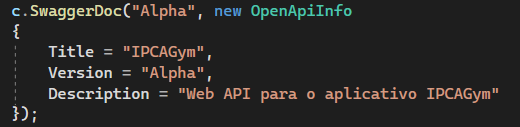 c.SwaggerDoc("Alpha", new OpenApiInfo
{
Title = "IPCAGym",
Version = "Alpha",
Description = "Web API para o aplicativo IPCAGym"
});